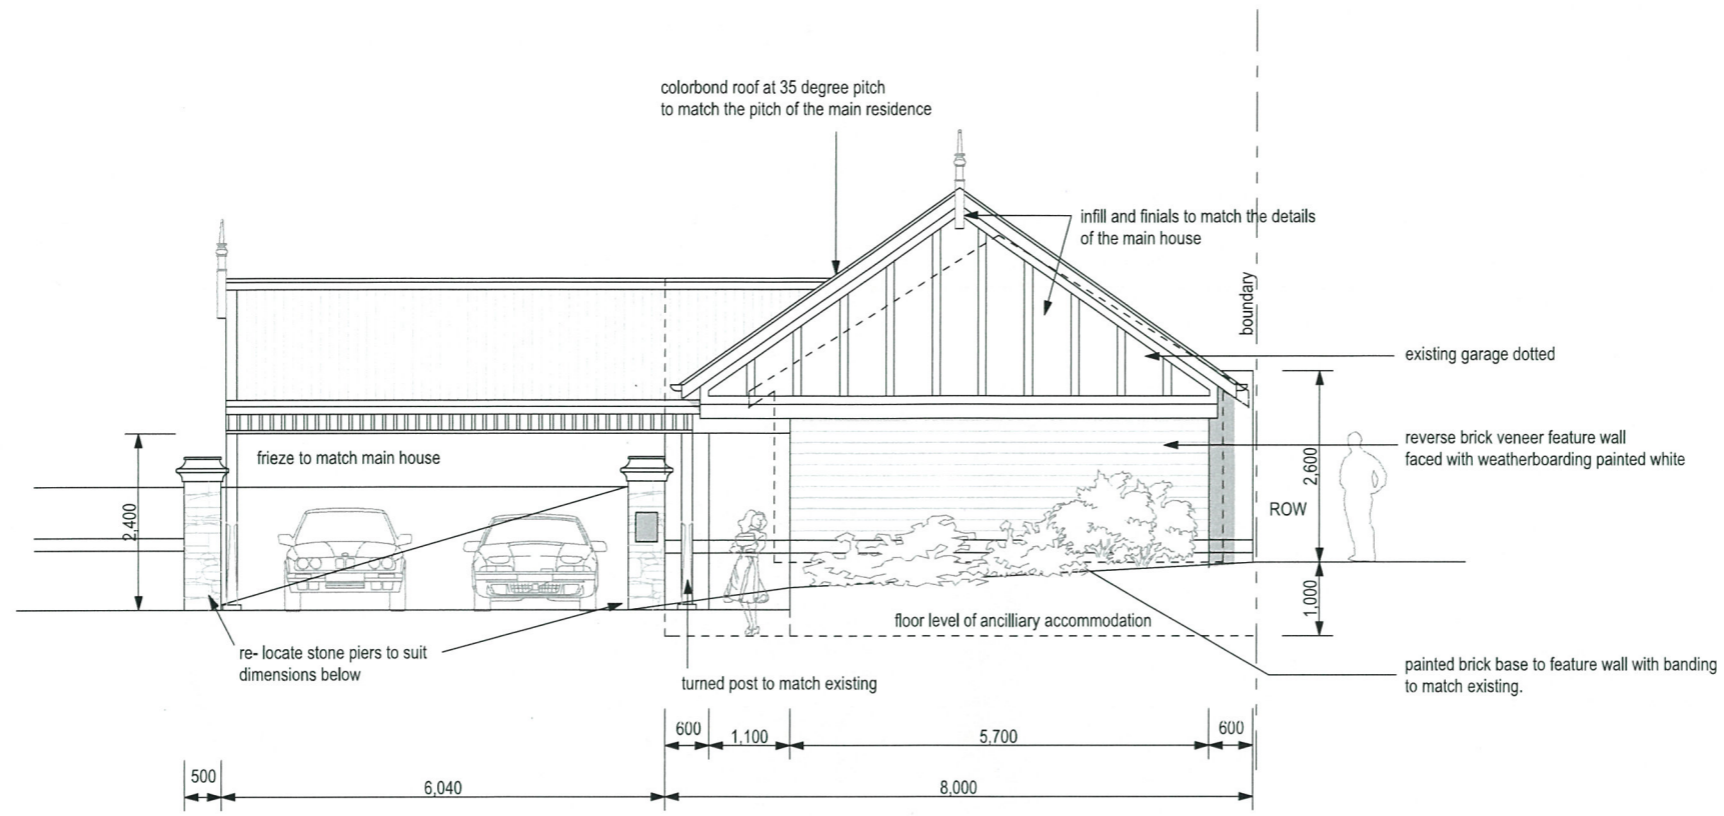 colorbond roof at 35 degree pitch
to match the pitch of the main residence
infill and finials to match the details
of the main house
boundary
existing garage dotted
reverse brick veneer feature wall
faced with weatherboarding painted white
frieze to match main house
2,400
2,600
ROW
1,000
floor level of ancilliary accommodation
re- locate stone piers to suit
dimensions below
turned post to match existing
painted brick base to feature wall with banding
to match existing.
600
1,100
5,700
600
500
6,040
8,000